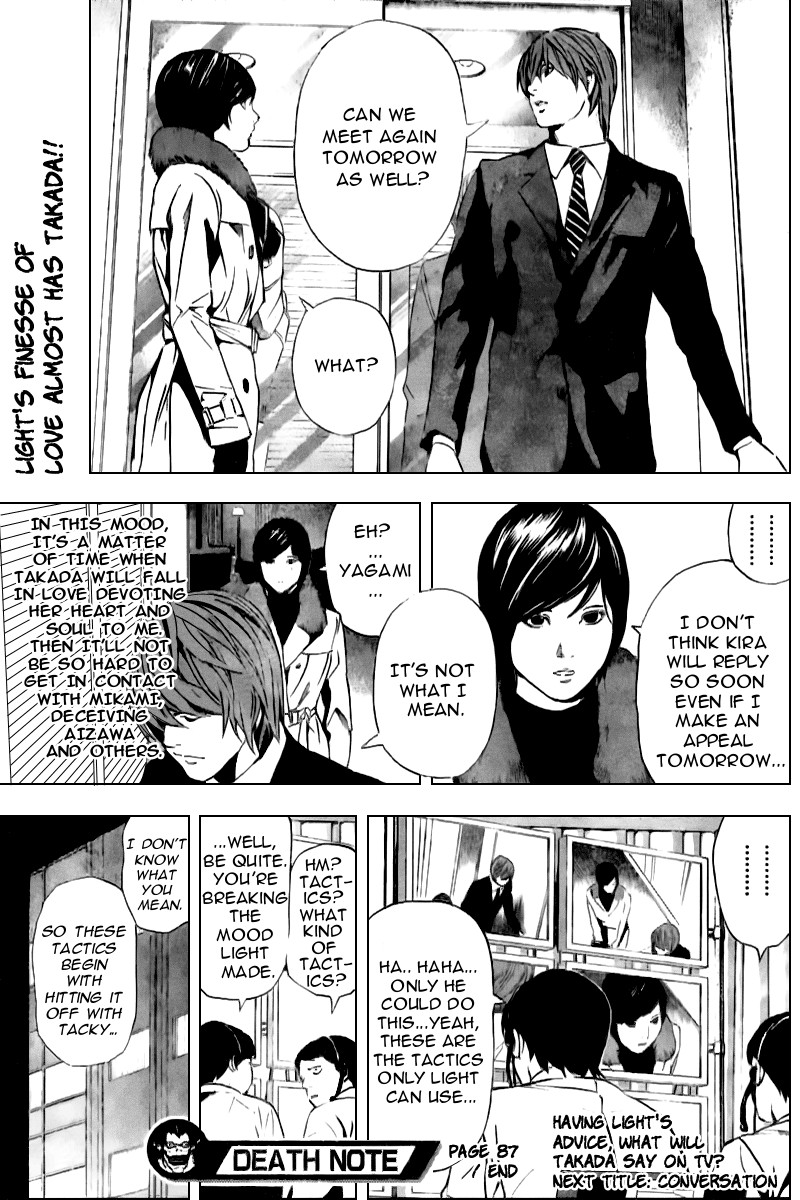 LIGHT'S FINESSE OF
LOVE ALMOST HAS TAKADA!!
CAN WE
MEET AGAIN
TOMORROW
AS WELL?
WHAT?
.......
I DON'T
THINK KIRA
WILL REPLY
SO SOON
EVEN IF I
MAKE AN
APPEAL
TOMORROW...
IT'S NOT
WHAT I
MEAN.
EH?
...
YAGAMI
...
IN THIS MOOD,
IT'S A MATTER
OF TIME WHEN
TAKADA WILL FALL
IN LOVE DEVOTING
HER HEART AND
SOUL TO ME.
THEN IT'LL NOT
BE SO HARD TO
GET IN CONTACT
WITH MIKAMI,
DECEIVING
AIZAWA
AND OTHERS.
.......
HA.. HAHA...
ONLY HE
COULD DO
THIS...YEAH,
THESE ARE
THE TACTICS
ONLY LIGHT
CAN USE...
HM?
TACT-
ICS?
WHAT
KIND
OF
TACT-
ICS?
...WELL,
BE QUITE.
YOU'RE
BREAKING
THE
MOOD
LIGHT
MADE.
I DON'T
KNOW
WHAT
YOU
MEAN.
SO THESE
TACTICS
BEGIN
WITH
HITTING IT
OFF WITH
TACKY...
DEATH NOTE
PAGE 87
END
HAVING LIGHT'S
ADVICE, WHAT WILL
TAKADA SAY ON TV?
NEXT TITLE: CONVERSATION